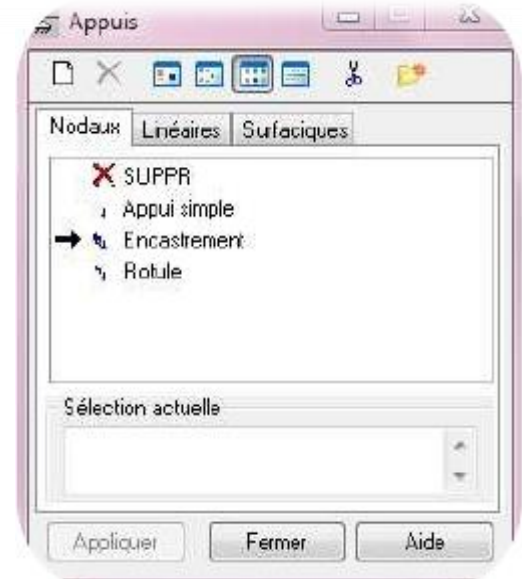 Appuis
Nodaux Linéaires Surfaciques
SUPPR
Appui simple
Encastrement
Rotule
Sélection actuelle
Appliquer Fermer Aide